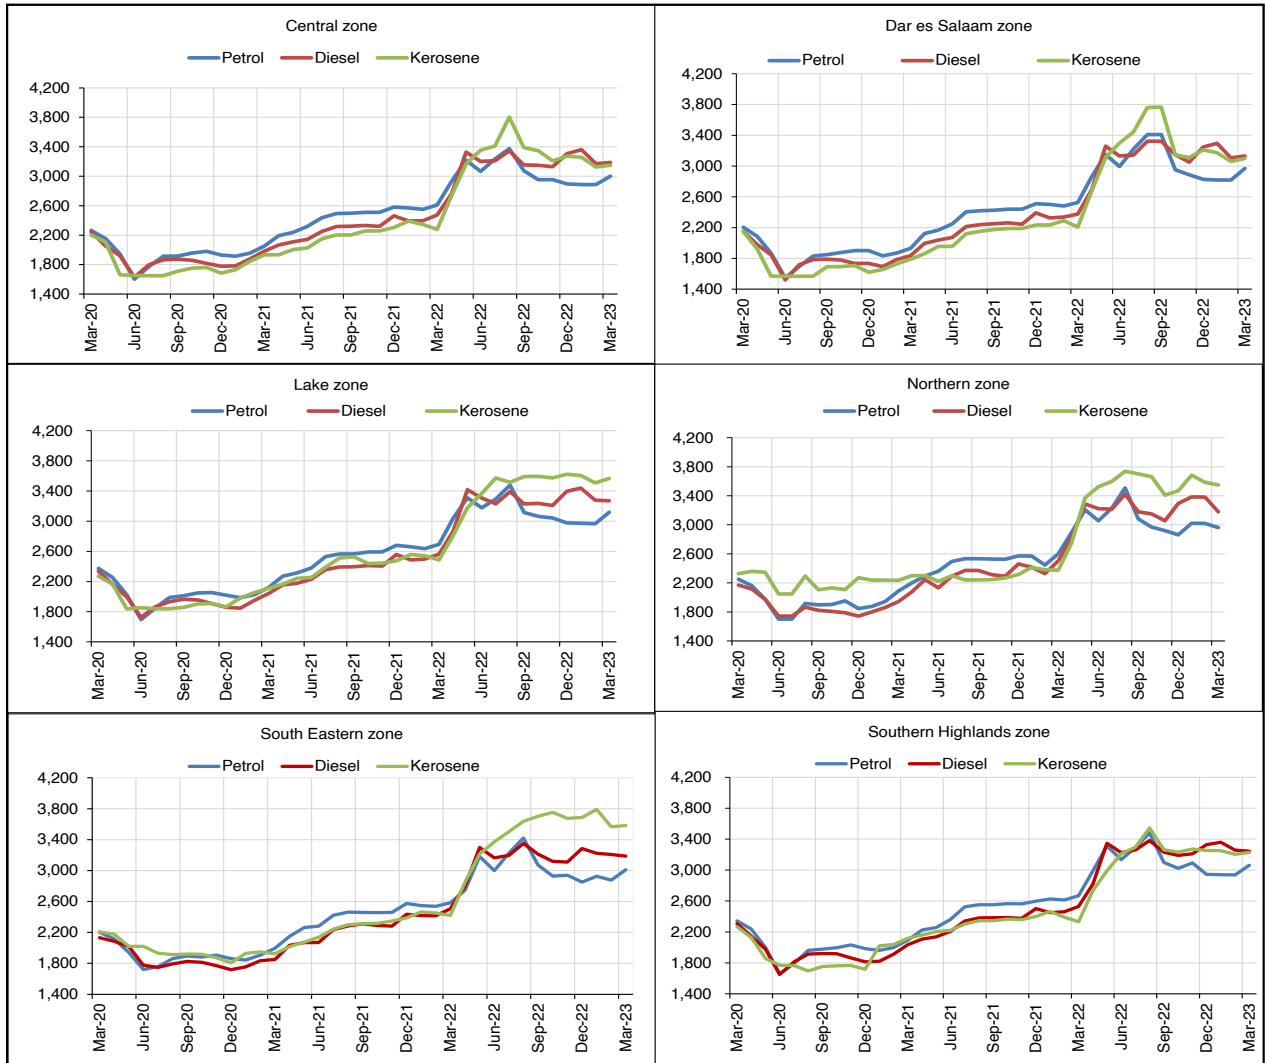 Central zone
Petrol Diesel Kerosene
4,200
3,800
3,400
3,000
2,600
2,200
1,800
1,400
Mar-20 Jun-20 Sep-20 Dec-20 Mar-21 Jun-21 Sep-21 Dec-21 Mar-22 Jun-22 Sep-22 Dec-22 Mar-23
Dar es Salaam zone
Petrol Diesel Kerosene
4,200
3,800
3,400
3,000
2,600
2,200
1,800
1,400
Mar-20 Jun-20 Sep-20 Dec-20 Mar-21 Jun-21 Sep-21 Dec-21 Mar-22 Jun-22 Sep-22 Dec-22 Mar-23
Lake zone
Petrol Diesel Kerosene
4,200
3,800
3,400
3,000
2,600
2,200
1,800
1,400
Mar-20 Jun-20 Sep-20 Dec-20 Mar-21 Jun-21 Sep-21 Dec-21 Mar-22 Jun-22 Sep-22 Dec-22 Mar-23
Northern zone
Petrol Diesel Kerosene
4,200
3,800
3,400
3,000
2,600
2,200
1,800
1,400
Mar-20 Jun-20 Sep-20 Dec-20 Mar-21 Jun-21 Sep-21 Dec-21 Mar-22 Jun-22 Sep-22 Dec-22 Mar-23
South Eastern zone
Petrol Diesel Kerosene
4,200
3,800
3,400
3,000
2,600
2,200
1,800
1,400
Mar-20 Jun-20 Sep-20 Dec-20 Mar-21 Jun-21 Sep-21 Dec-21 Mar-22 Jun-22 Sep-22 Dec-22 Mar-23
Southern Highlands zone
Petrol Diesel Kerosene
4,200
3,800
3,400
3,000
2,600
2,200
1,800
1,400
Mar-20 Jun-20 Sep-20 Dec-20 Mar-21 Jun-21 Sep-21 Dec-21 Mar-22 Jun-22 Sep-22 Dec-22 Mar-23